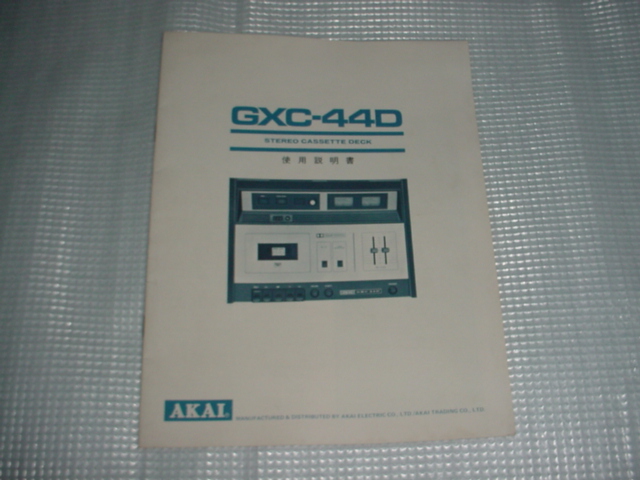 GXC-44D
STEREO CASSETTE DECK
使用説明書
AKAI
MANUFACTURED & DISTRIBUTED BY AKAI ELECTRIC CO., LTD./AKAI TRADING CO., LTD.